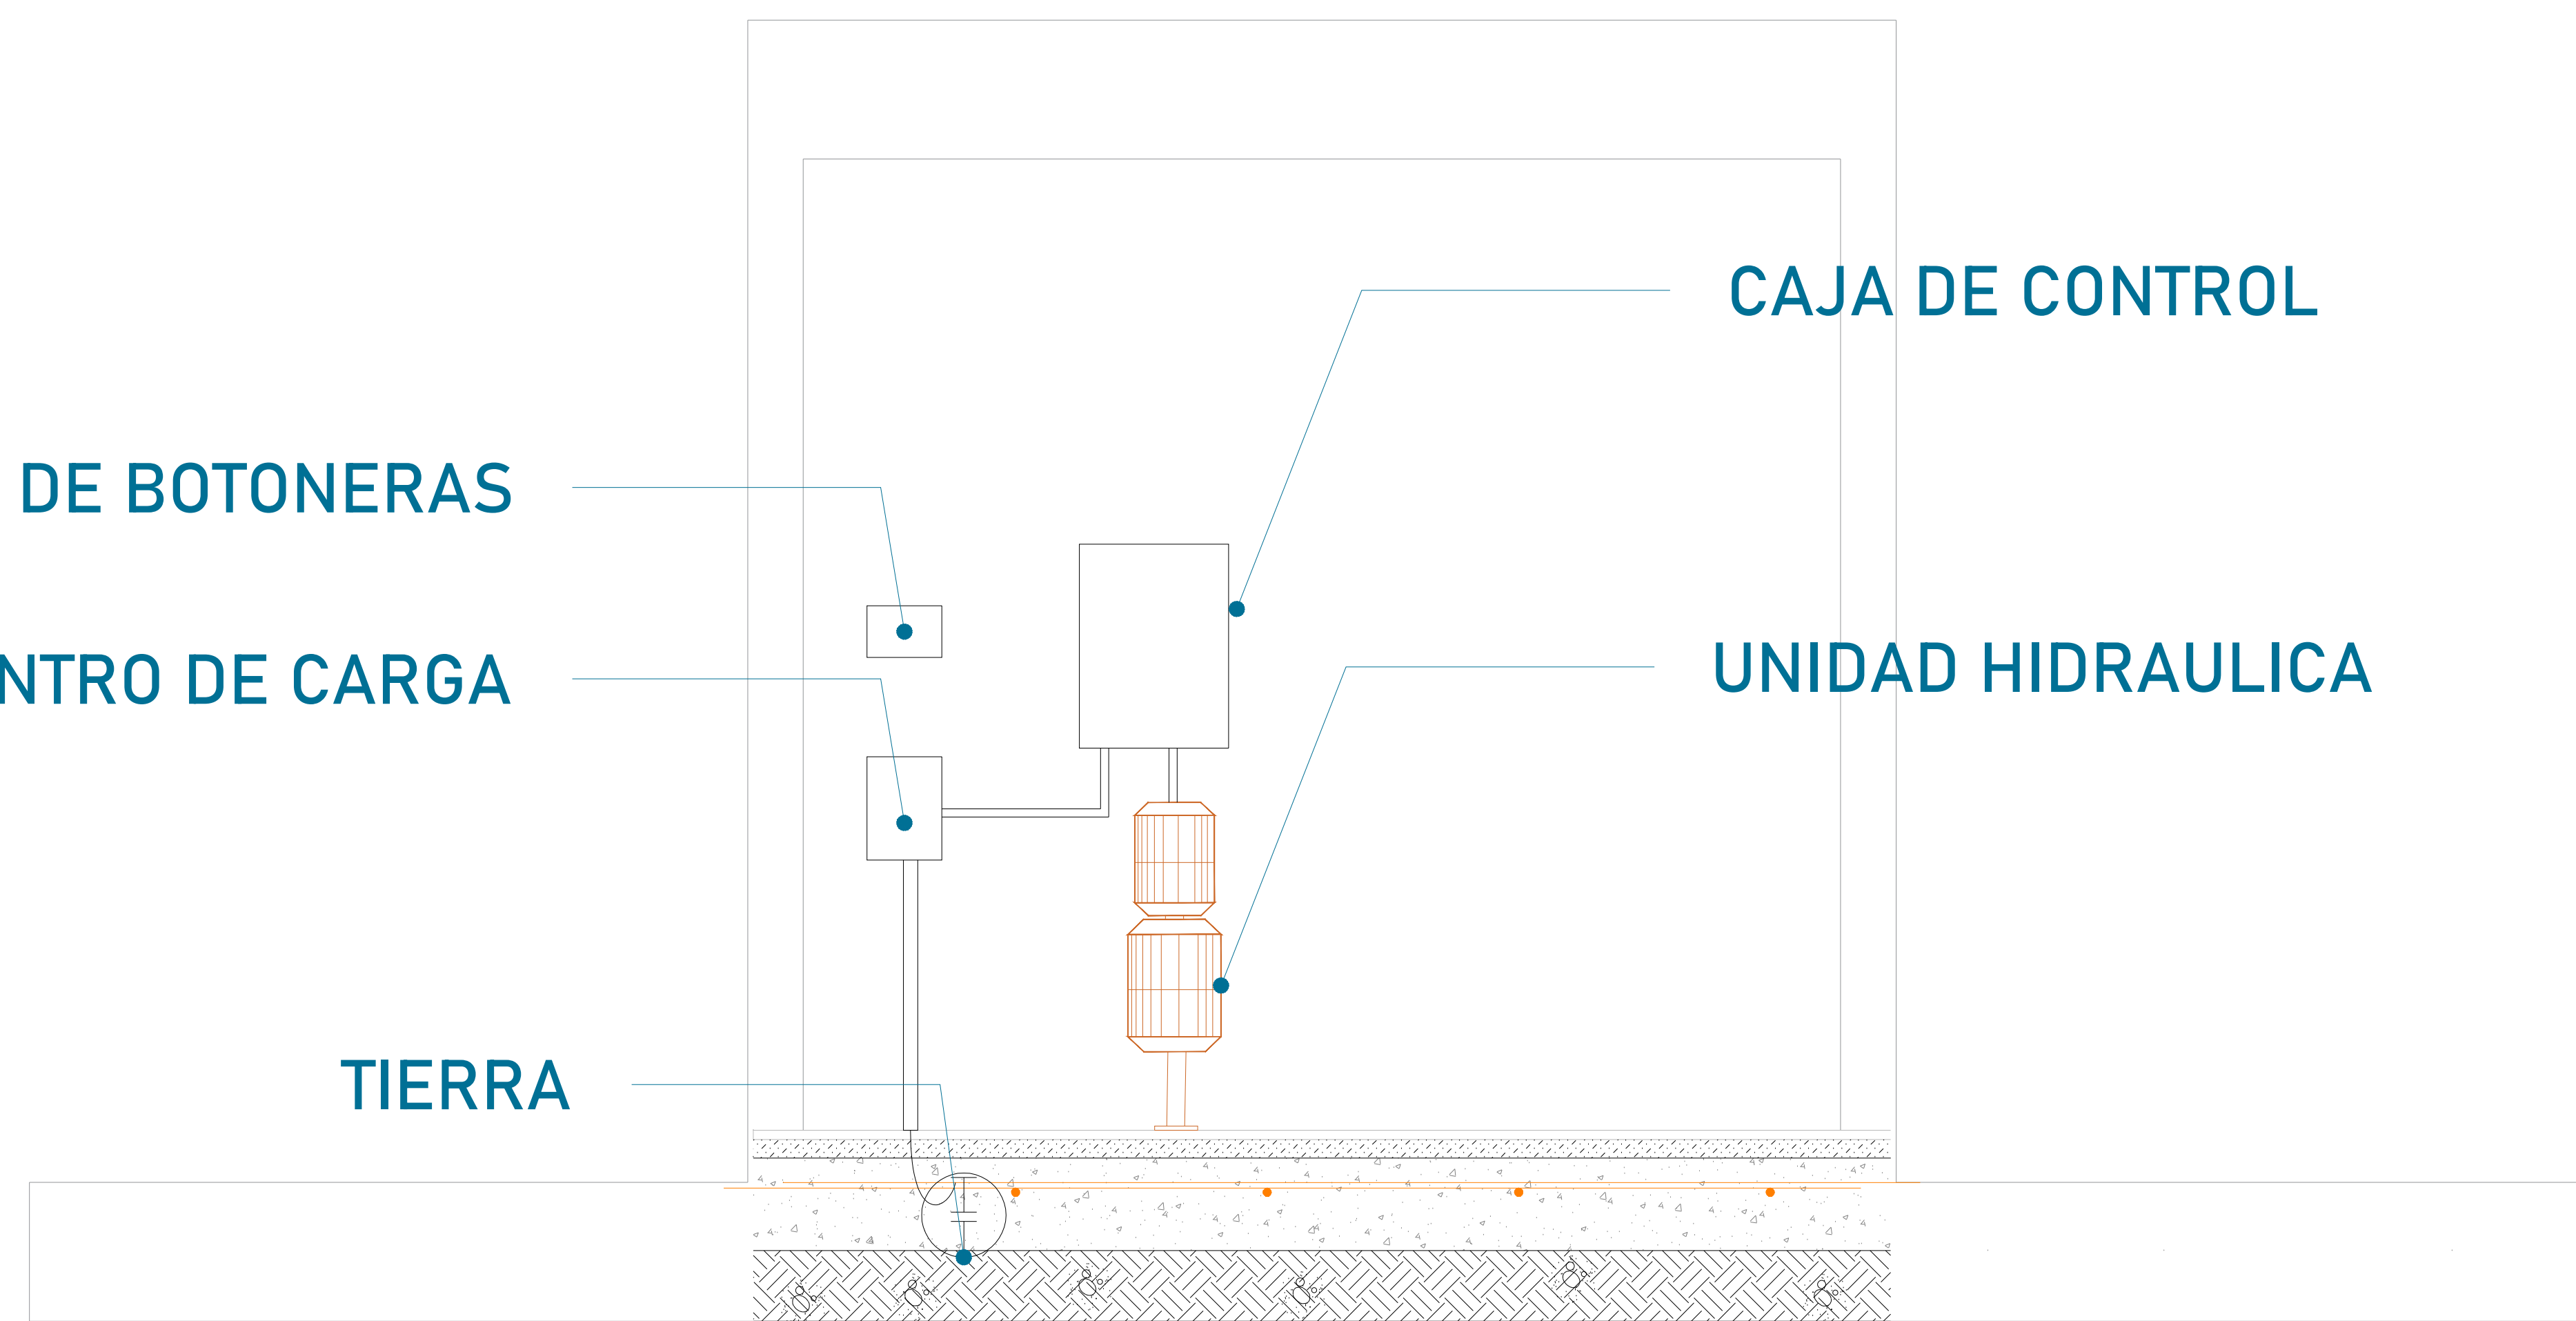 CAJA DE CONTROL
DE BOTONERAS
UNIDAD HIDRAULICA
NTRO DE CARGA
TIERRA